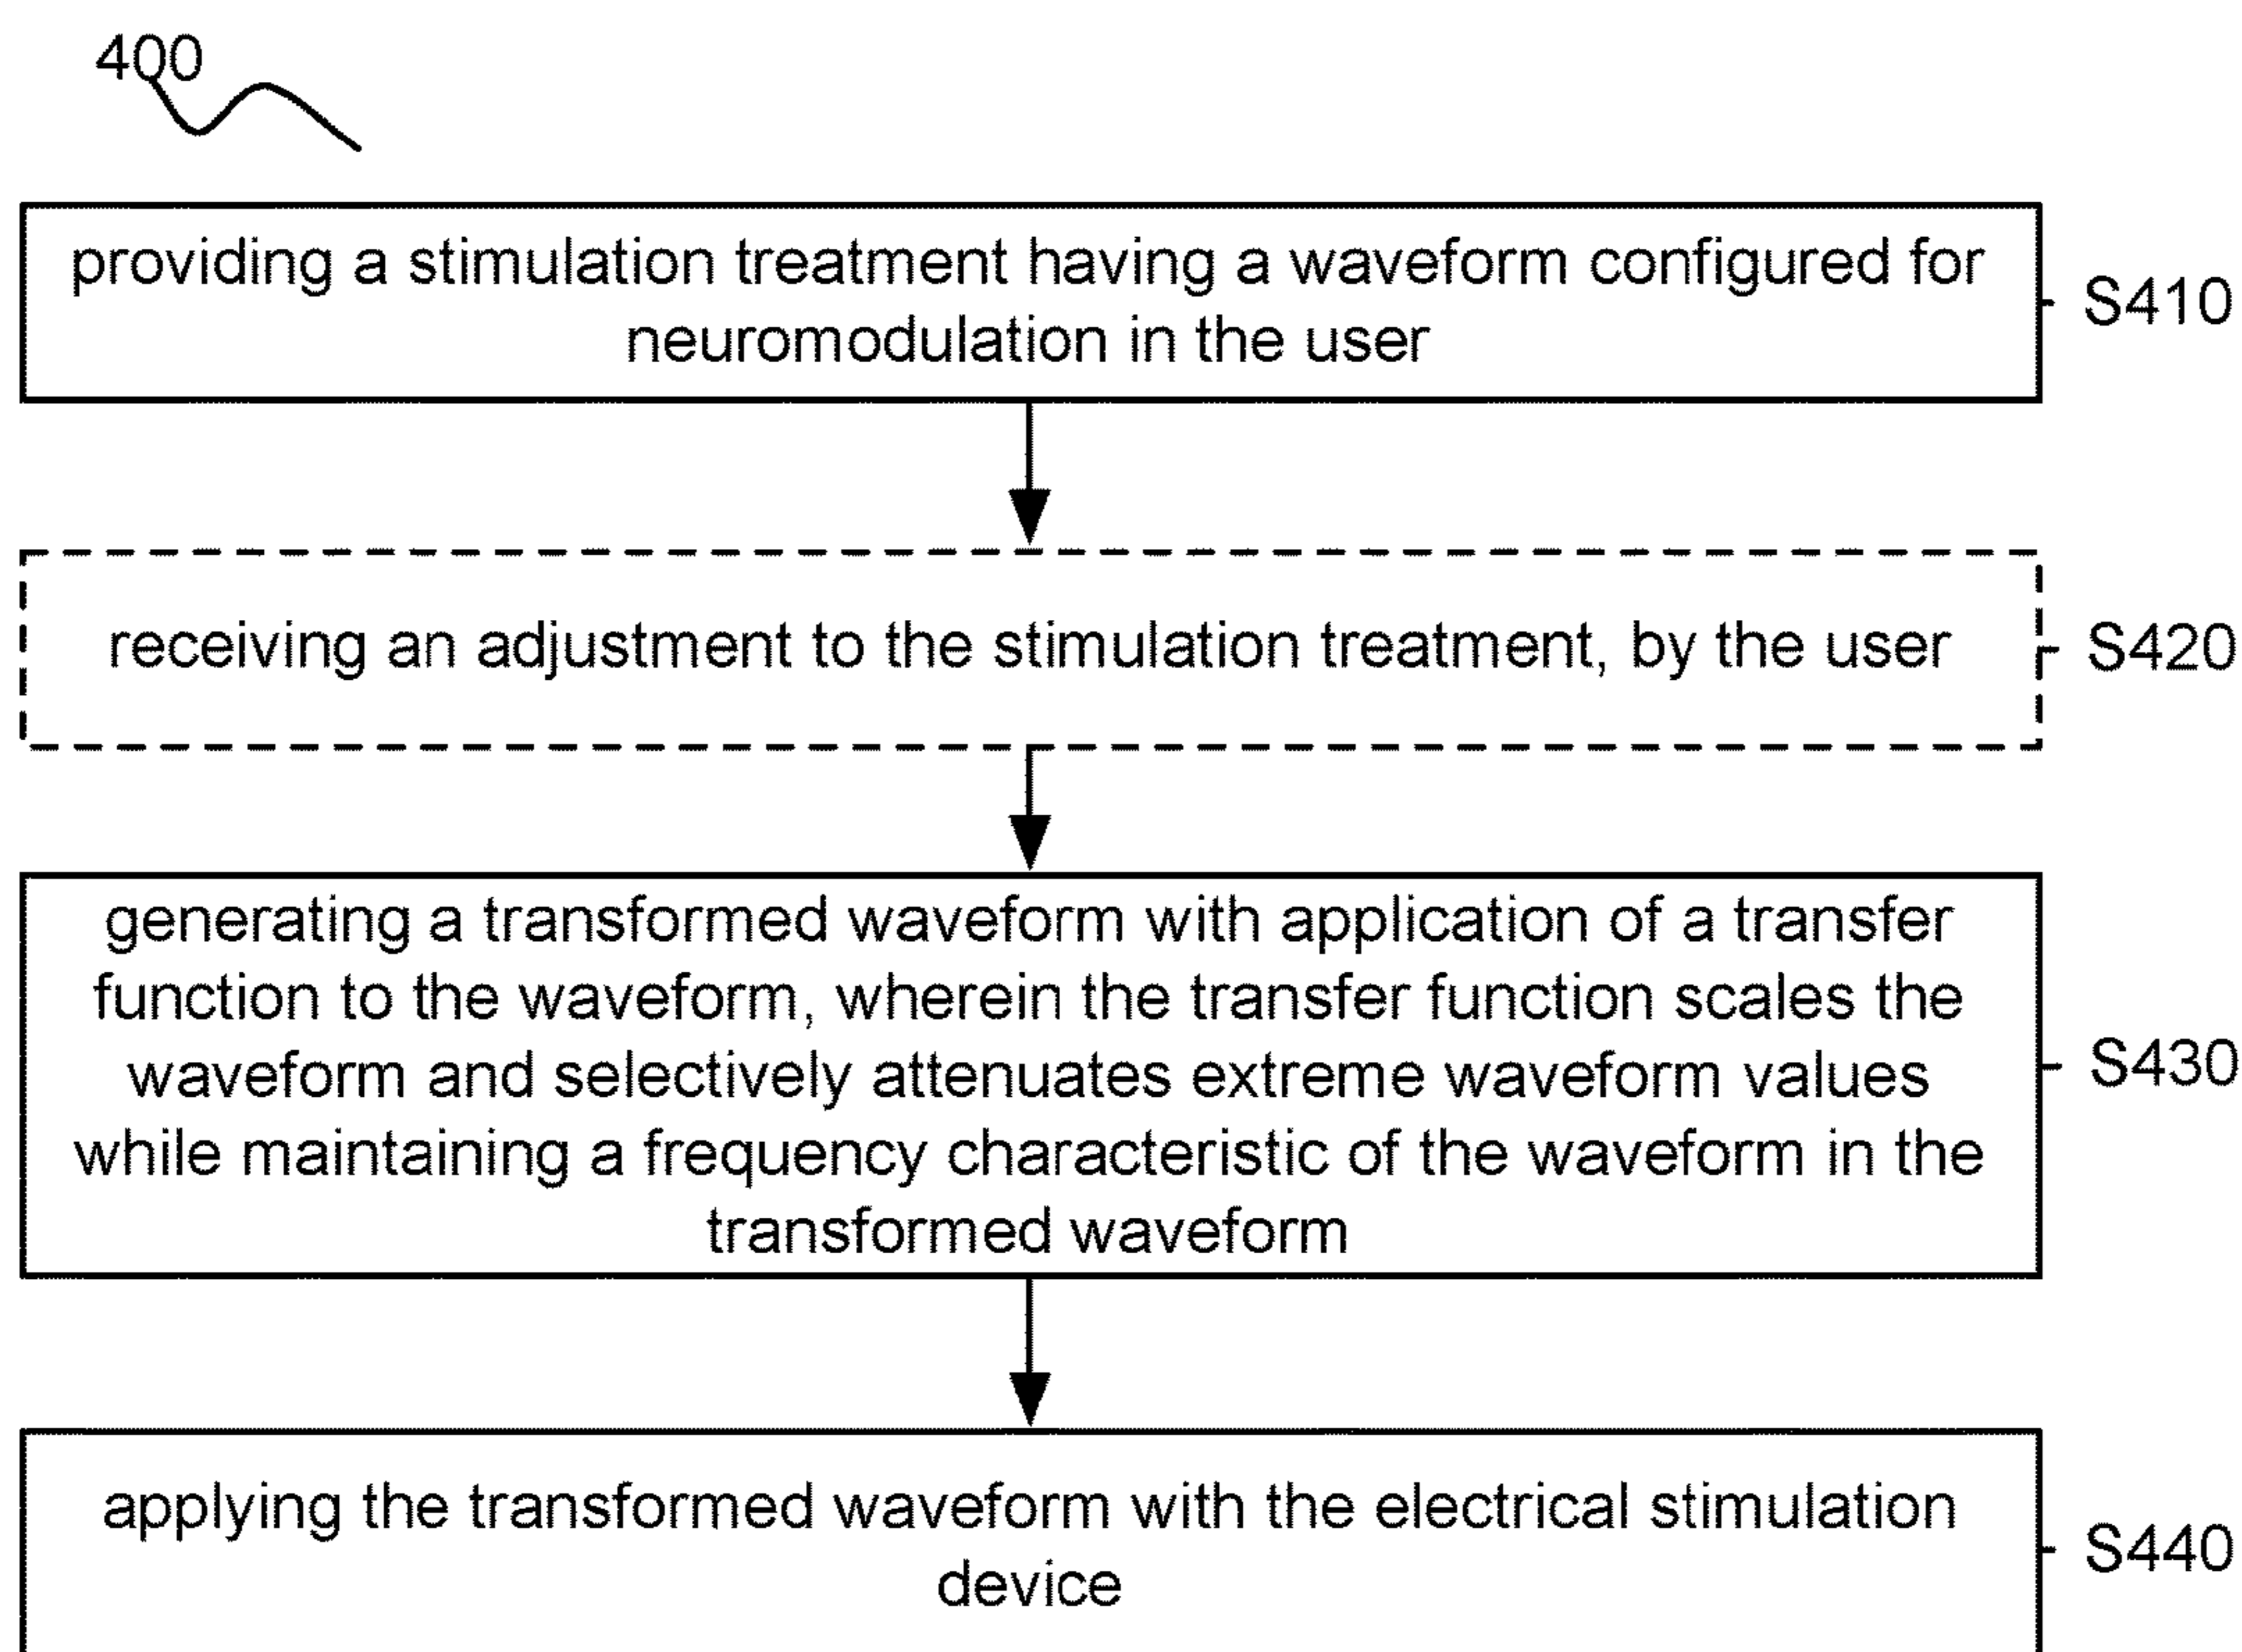 400
providing a stimulation treatment having a waveform configured for
neuromodulation in the user
S410
receiving an adjustment to the stimulation treatment, by the user
S420
generating a transformed waveform with application of a transfer
function to the waveform, wherein the transfer function scales the
waveform and selectively attenuates extreme waveform values
while maintaining a frequency characteristic of the waveform in the
transformed waveform
S430
applying the transformed waveform with the electrical stimulation
device
S440